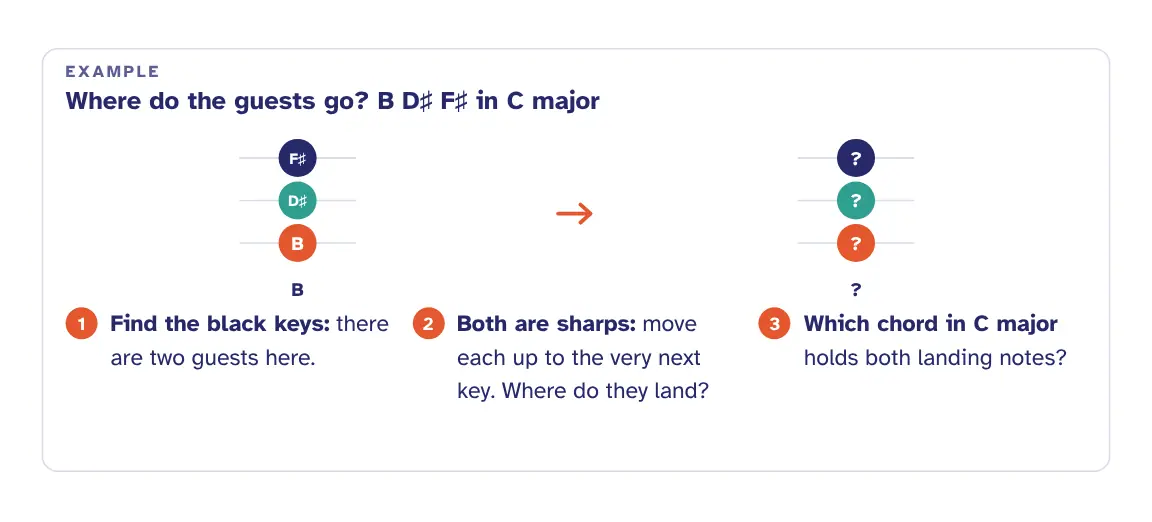 EXAMPLE
Where do the guests go? B D♯ F♯ in C major
F♯
D♯
B
B
?
?
?
?
1
Find the black keys: there
are two guests here.
2
Both are sharps: move
each up to the very next
key. Where do they land?
3
Which chord in C major
holds both landing notes?